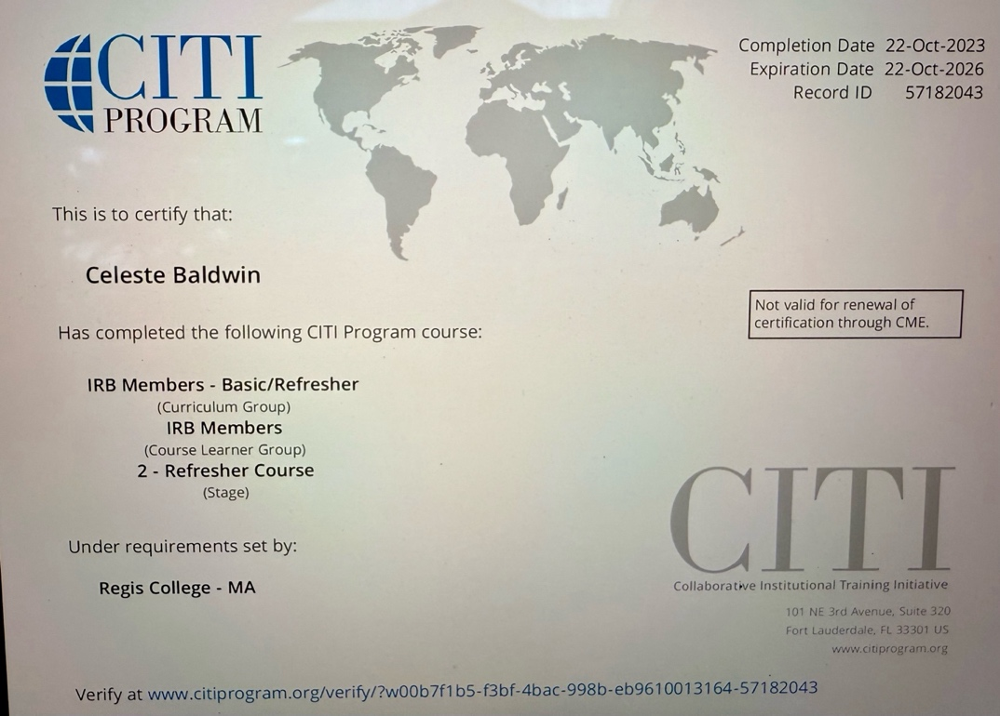 CITI
PROGRAM
Completion Date 22-Oct-2023
Expiration Date 22-Oct-2026
Record ID 57182043
This is to certify that:
Celeste Baldwin
Has completed the following CITI Program course:
Not valid for renewal of
certification through CME.
IRB Members - Basic/Refresher
(Curriculum Group)
IRB Members
(Course Learner Group)
2 - Refresher Course
(Stage)
Under requirements set by:
Regis College - MA
CITI
Collaborative Institutional Training Initiative
101 NE 3rd Avenue, Suite 320
Fort Lauderdale, FL 33301 US
www.citiprogram.org
Verify at www.citiprogram.org/verify/?w00b7f1b5-f3bf-4bac-998b-eb9610013164-57182043